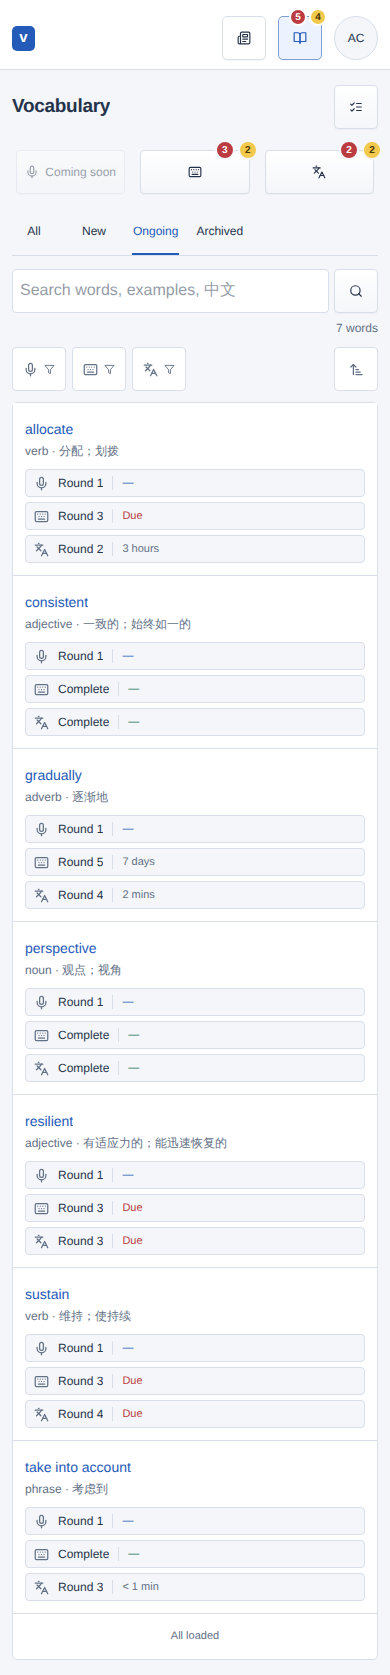 v
5
4
AC
Vocabulary
Coming soon
3
2
2
2
All
New
Ongoing
Archived
Search words, examples, 中文
7 words
allocate
verb · 分配；划拨
Round 1 —
Round 3 Due
Round 2 3 hours
consistent
adjective · 一致的；始终如一的
Round 1 —
Complete —
Complete —
gradually
adverb · 逐渐地
Round 1 —
Round 5 7 days
Round 4 2 mins
perspective
noun · 观点；视角
Round 1 —
Complete —
Complete —
resilient
adjective · 有适应力的；能迅速恢复的
Round 1 —
Round 3 Due
Round 3 Due
sustain
verb · 维持；使持续
Round 1 —
Round 3 Due
Round 4 Due
take into account
phrase · 考虑到
Round 1 —
Complete —
Round 3 < 1 min
All loaded